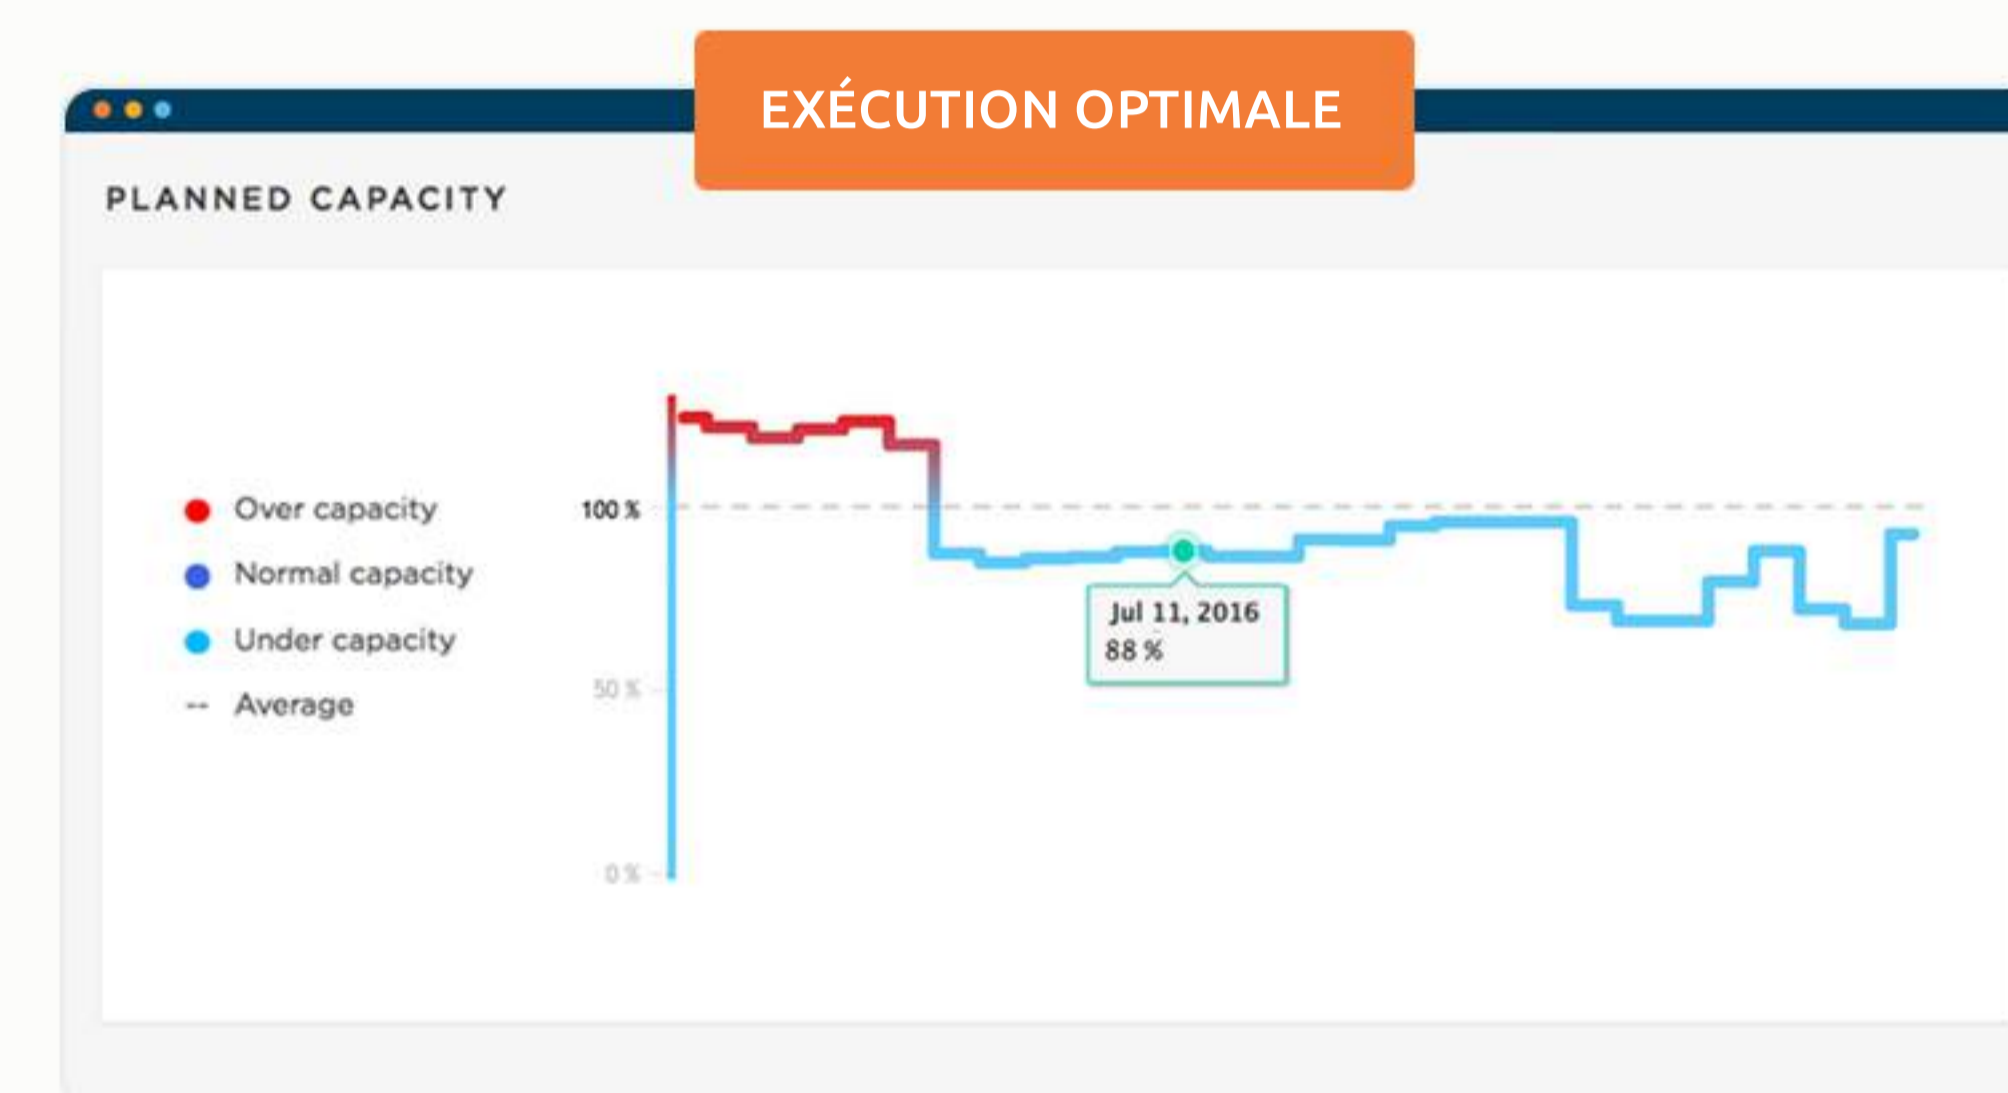 EXÉCUTION OPTIMALE
PLANNED CAPACITY
Over capacity
Normal capacity
Under capacity
-- Average
100 %
50 %
0 %
Jul 11, 2016
88 %